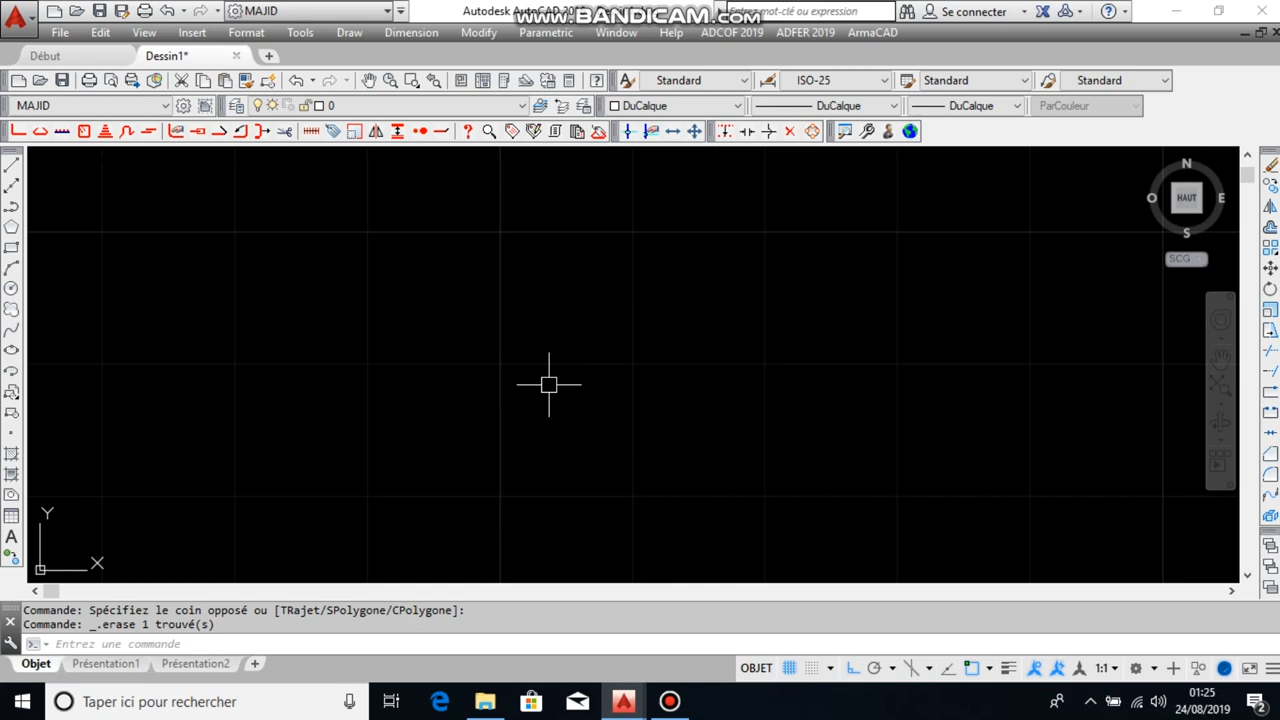 Autodesk AutoCAD 20
www.BANDICAM.com
trez mot-clé ou expression
MAJID
Se connecter
File Edit View Insert Format Tools Draw Dimension Modify Parametric Window Help ADCOF 2019 ADFER 2019 ArmaCAD
Début
Dessin1*
Standard
ISO-25
Standard
Standard
MAJID
0
DuCalque
DuCalque
DuCalque
ParCouleur
N
O HAUT E
S
SCG
Y
X
Commande: Spécifiez le coin opposé ou [TRajet/SPolygone/CPolygone]:
Commande: _.erase 1 trouvé(s)
Entrez une commande
Objet Présentation1 Présentation2
OBJET
1:1
Taper ici pour rechercher
01:25
24/08/2019
2